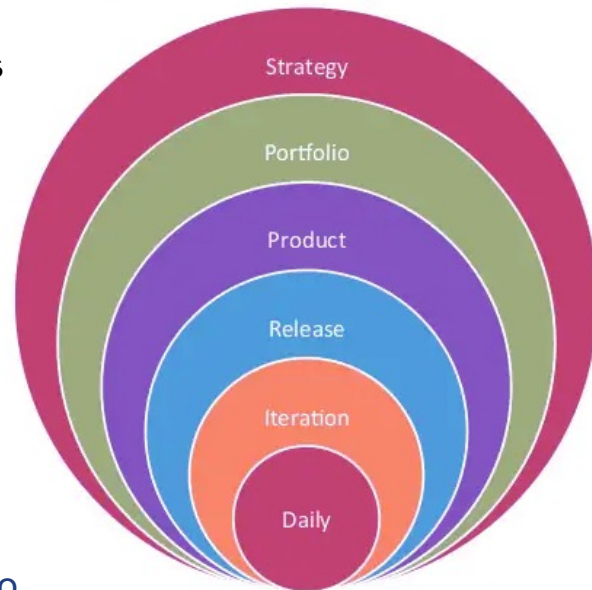 Strategy
Portfolio
Product
Release
Iteration
Daily